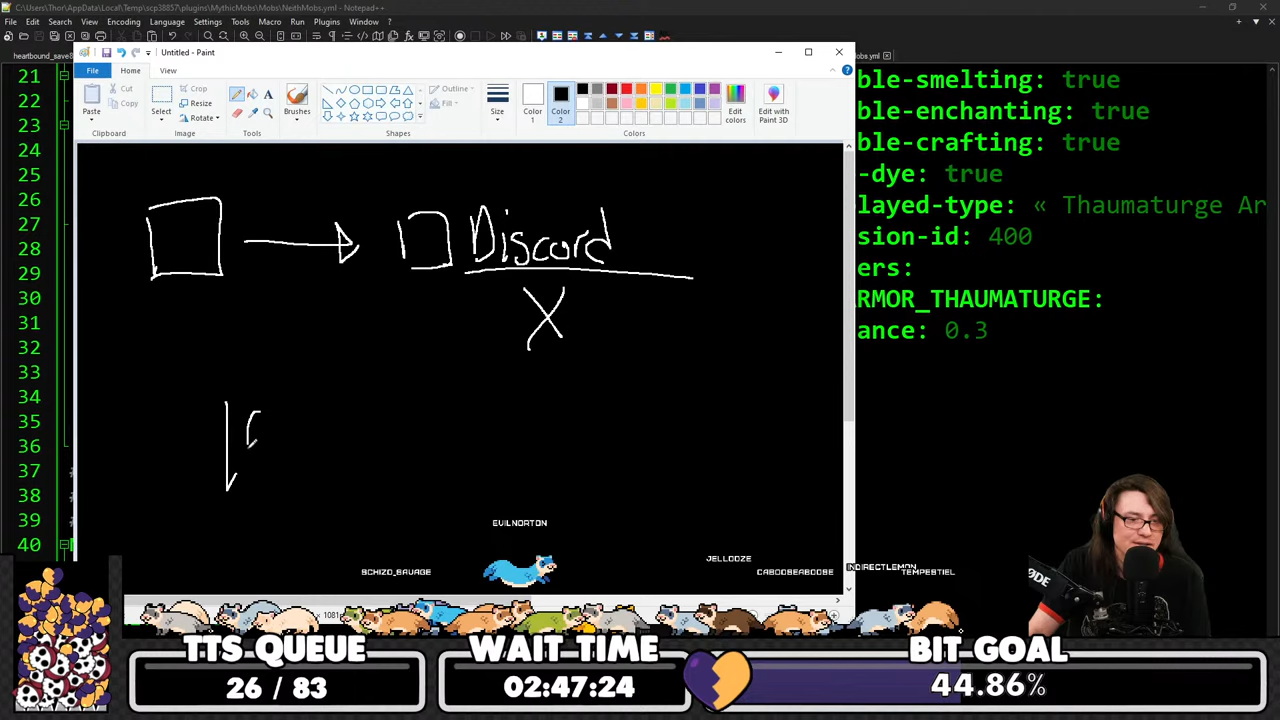 C:\Users\Thor\AppData\Local\Temp\scp38857\plugins\MythicMobs\Mobs\NeithMobs.yml - Notepad++
File Edit Search View Encoding Language Settings Tools Macro Run Plugins Window ?
Untitled - Paint
File Home View
Paste Cut Copy Clipboard
Select Crop Resize Rotate Image
Tools
Brushes
Shapes Outline Fill
Size
Color 1 Color 2 Colors
Edit colors
Edit with Paint 3D
Discord
X
21
22
23
24
25
26
27
28
29
30
31
32
33
34
35
36
37
38
39
40
ble-smelting: true
ble-enchanting: true
ble-crafting: true
-dye: true
layed-type: « Thaumaturge Ar
sion-id: 400
ers:
ARMOR_THAUMATURGE:
ance: 0.3
EVILNORTON
SCHIZO_SAVAGE
JELLOOZE
CABOOSEABOOSE
INDIRECTLEMON
TEMPESTIEL
TTS QUEUE
26 / 83
WAIT TIME
02:47:24
BIT GOAL
44.86%